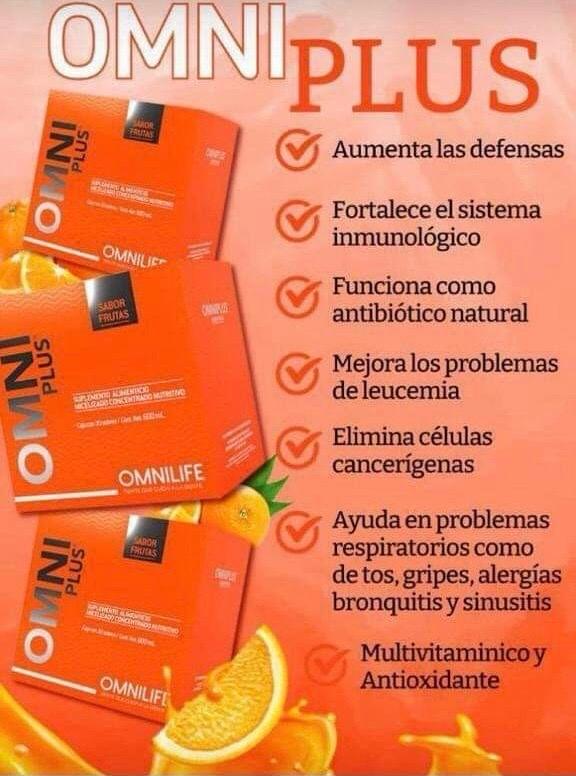 OMNI PLUS
Aumenta las defensas
Fortalece el sistema
inmunológico
Funciona como
antibiótico natural
Mejora los problemas
de leucemia
Elimina células
cancerígenas
Ayuda en problemas
respiratorios como
de tos, gripes, alergías
bronquitis y sinusitis
Multivitaminico y
Antioxidante
OMNI
PLUS
SABOR
FRUTAS
SUPLEMENTO ALIMENTICIO
MICELIZADO CONCENTRADO NUTRITIVO
OMNILIFE
OMNI
PLUS
SABOR
FRUTAS
OMNIPLUS
SUPLEMENTO ALIMENTICIO
MICELIZADO CONCENTRADO NUTRITIVO
OMNILIFE
OMNI
PLUS
SABOR
FRUTAS
SUPLEMENTO ALIMENTICIO
MICELIZADO CONCENTRADO NUTRITIVO
OMNILIFE